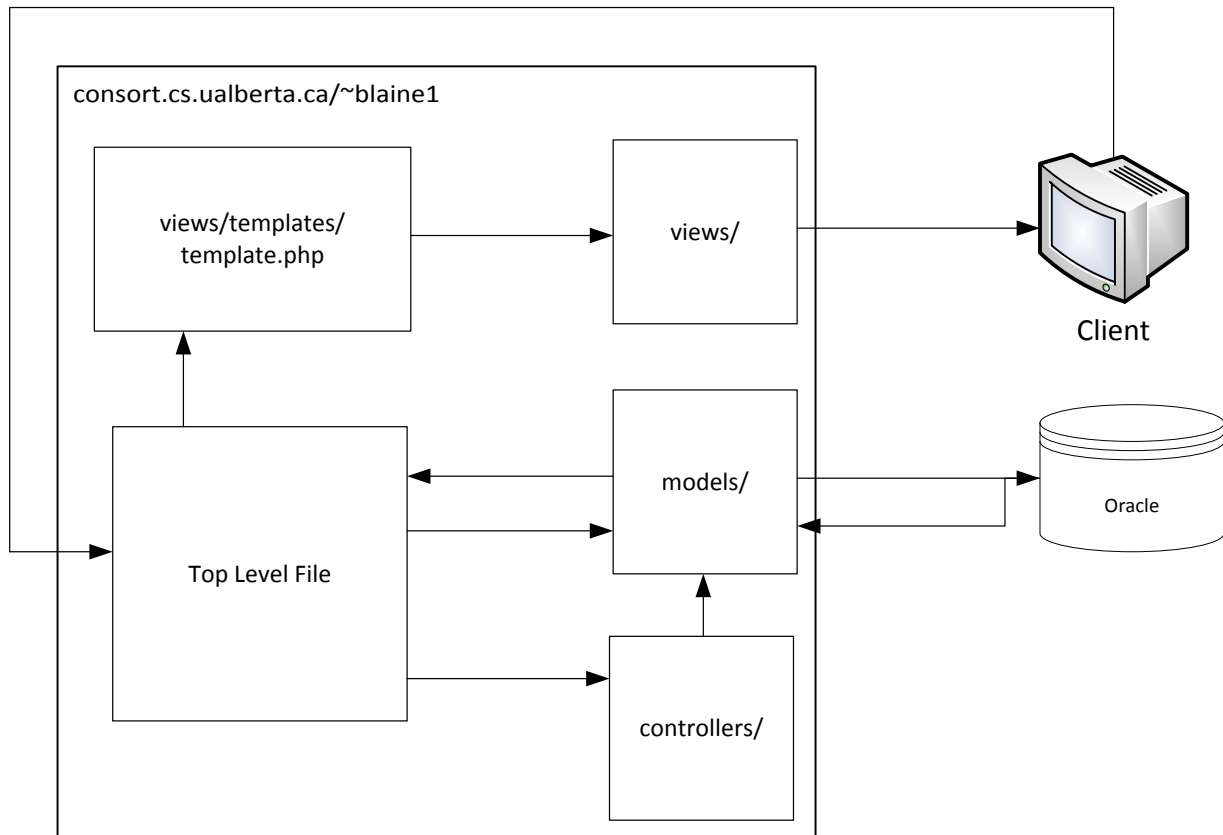 consort.cs.ualberta.ca/~blaine1
views/templates/
template.php
views/
Client
models/
Oracle
Top Level File
controllers/